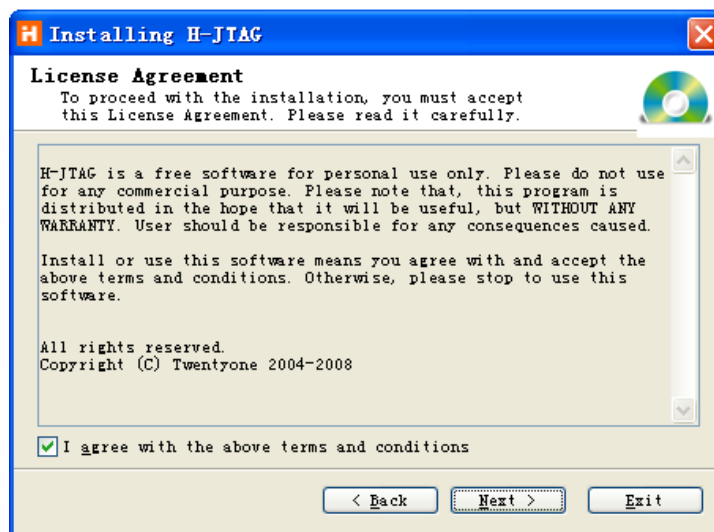 H Installing H-JTAG
License Agreement
To proceed with the installation, you must accept
this License Agreement. Please read it carefully.
H-JTAG is a free software for personal use only. Please do not use
for any commercial purpose. Please note that, this program is
distributed in the hope that it will be useful, but WITHOUT ANY
WARRANTY. User should be responsible for any consequences caused.
Install or use this software means you agree with and accept the
above terms and conditions. Otherwise, please stop to use this
software.
All rights reserved.
Copyright (C) Twentyone 2004-2008
I agree with the above terms and conditions
< Back
Next >
Exit